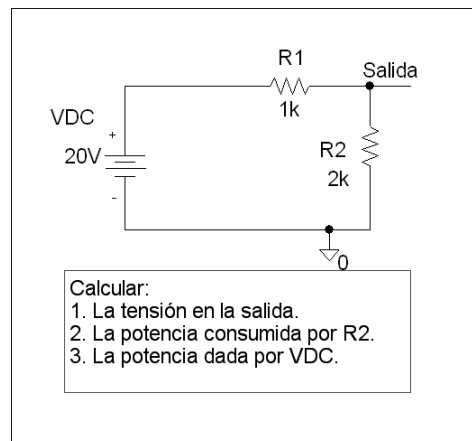 R1
Salida
1k
VDC
+
20V
R2
2k
-
0
Calcular:
1. La tensión en la salida.
2. La potencia consumida por R2.
3. La potencia dada por VDC.